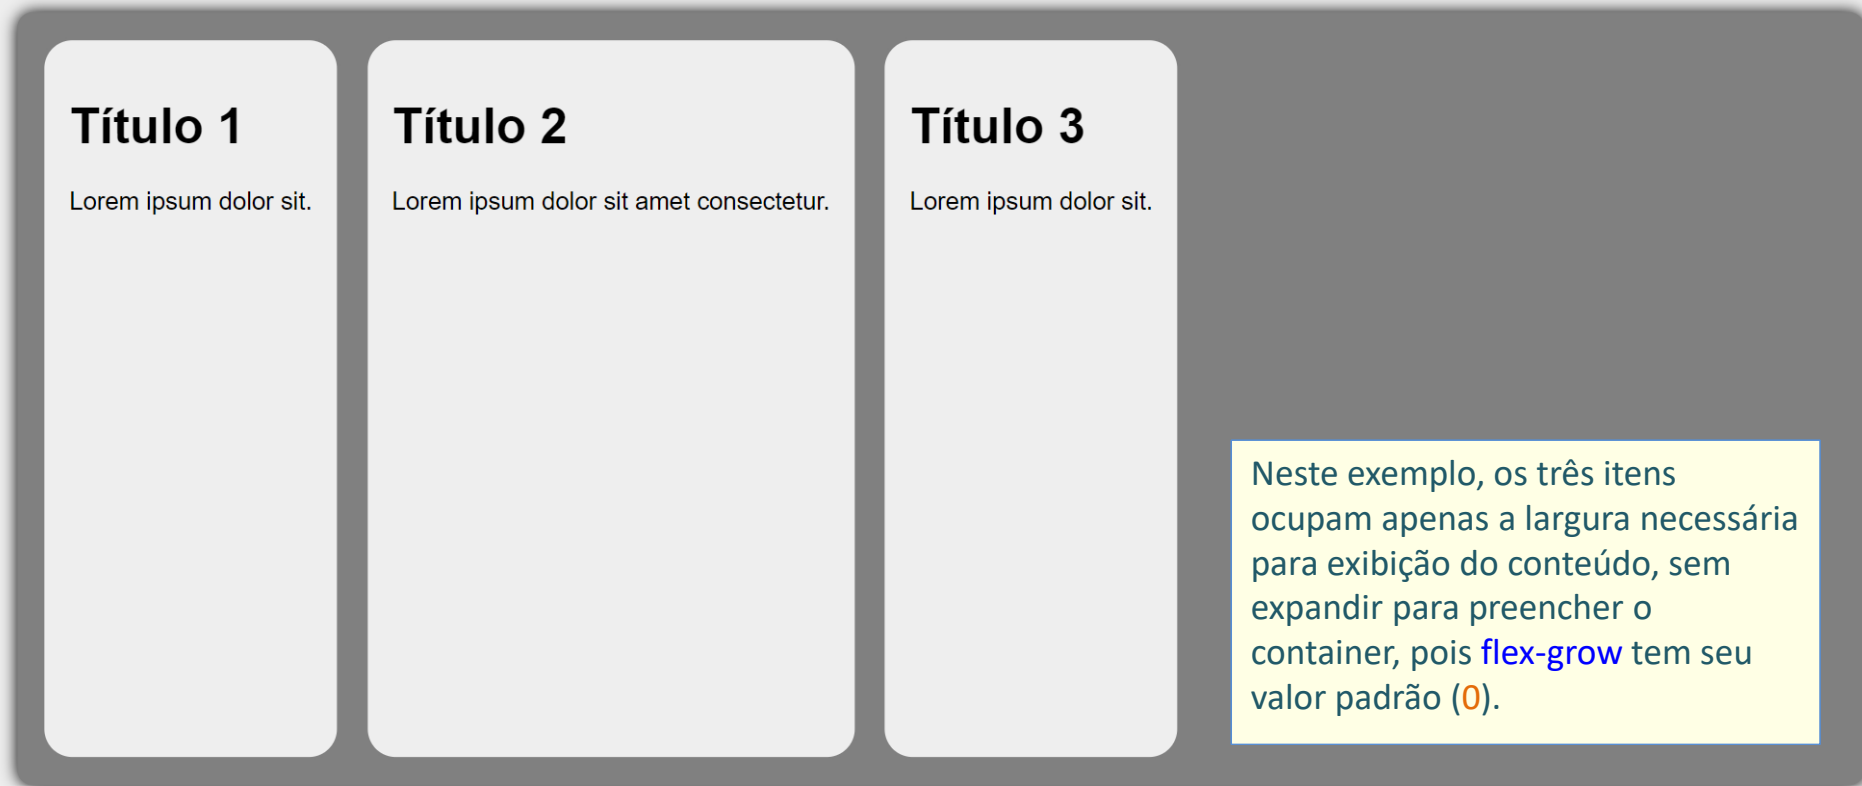 Título 1
Lorem ipsum dolor sit.
Título 2
Lorem ipsum dolor sit amet consectetur.
Título 3
Lorem ipsum dolor sit.
Neste exemplo, os três itens
ocupam apenas a largura necessária
para exibição do conteúdo, sem
expandir para preencher o
container, pois flex-grow tem seu
valor padrão (0).